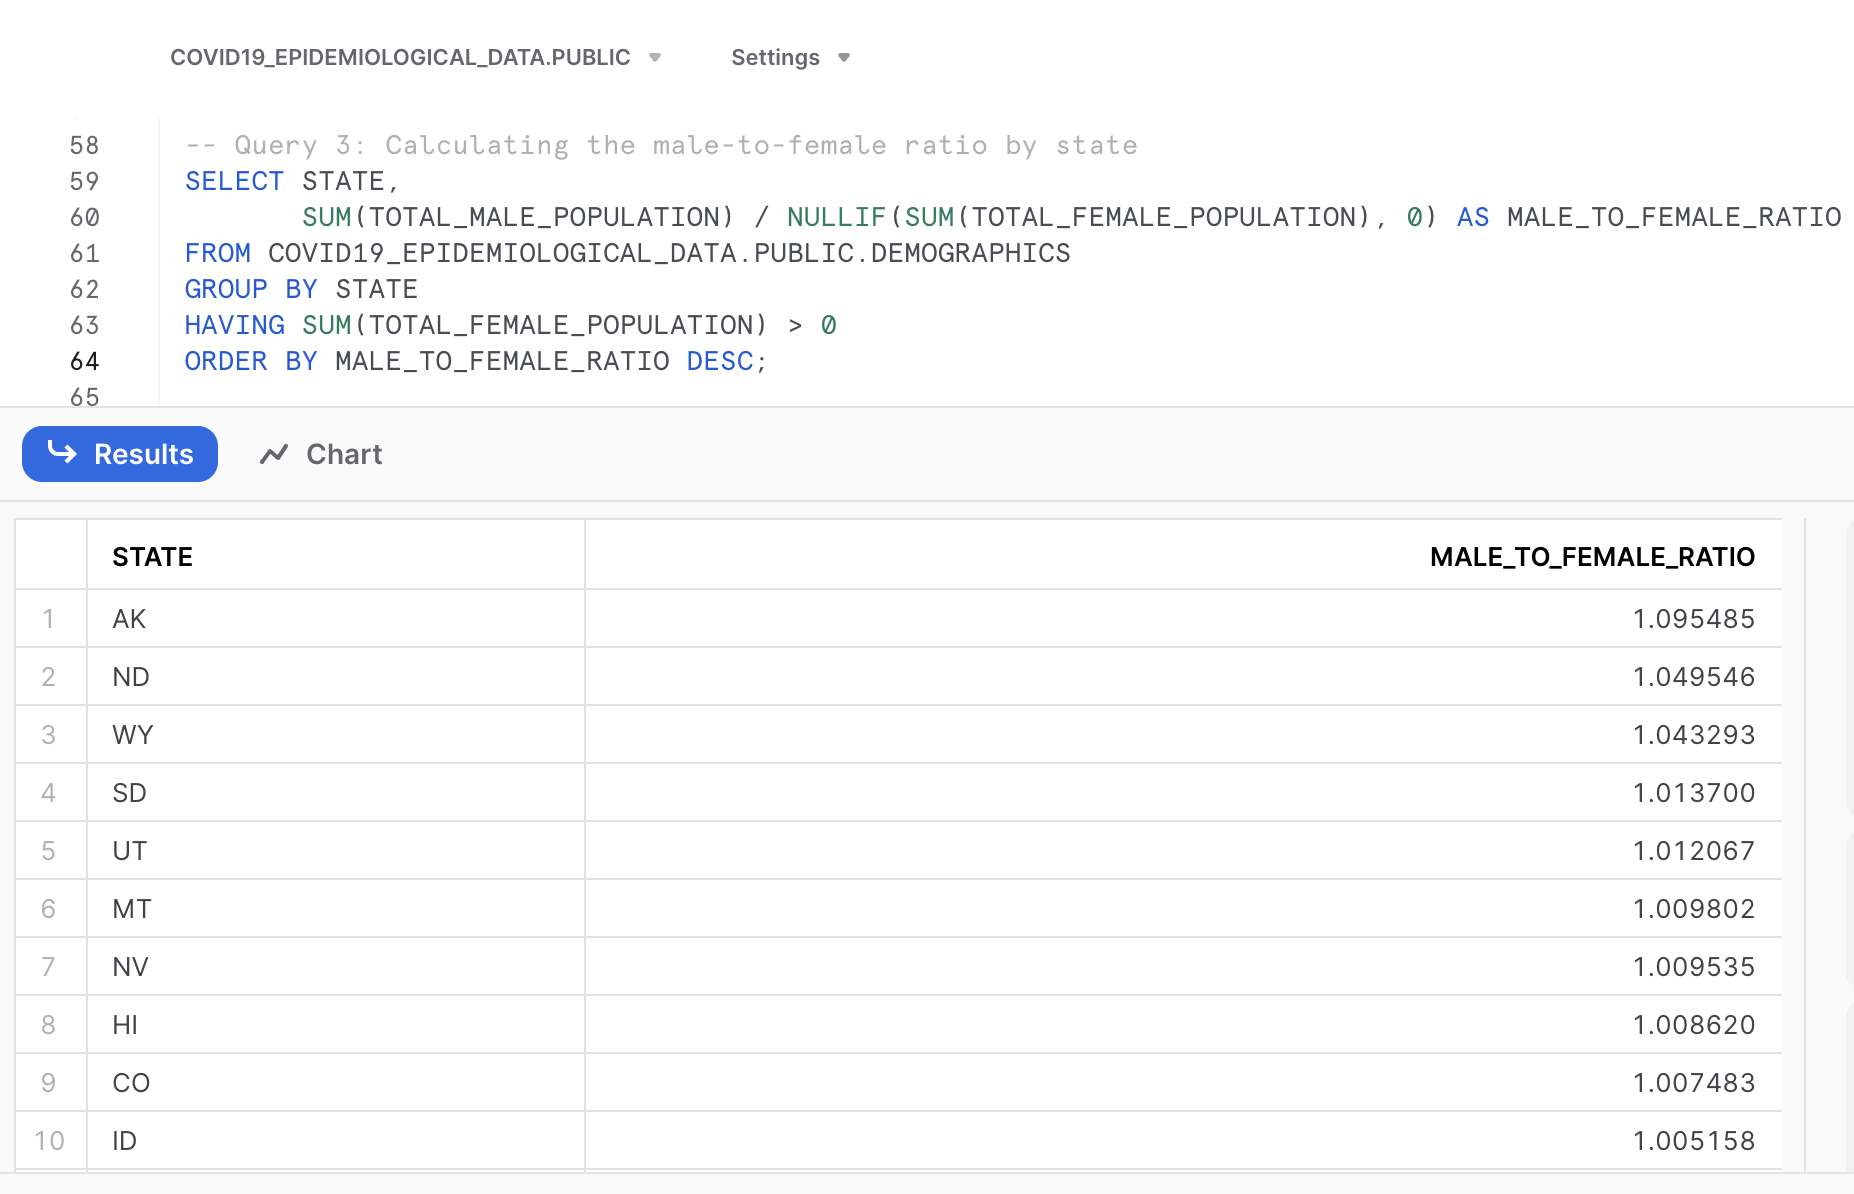 COVID19_EPIDEMIOLOGICAL_DATA.PUBLIC Settings
58 -- Query 3: Calculating the male-to-female ratio by state
59 SELECT STATE,
60 SUM(TOTAL_MALE_POPULATION) / NULLIF(SUM(TOTAL_FEMALE_POPULATION), 0) AS MALE_TO_FEMALE_RATIO
61 FROM COVID19_EPIDEMIOLOGICAL_DATA.PUBLIC.DEMOGRAPHICS
62 GROUP BY STATE
63 HAVING SUM(TOTAL_FEMALE_POPULATION) > 0
64 ORDER BY MALE_TO_FEMALE_RATIO DESC;
65
Results Chart
STATE MALE_TO_FEMALE_RATIO
1 AK 1.095485
2 ND 1.049546
3 WY 1.043293
4 SD 1.013700
5 UT 1.012067
6 MT 1.009802
7 NV 1.009535
8 HI 1.008620
9 CO 1.007483
10 ID 1.005158